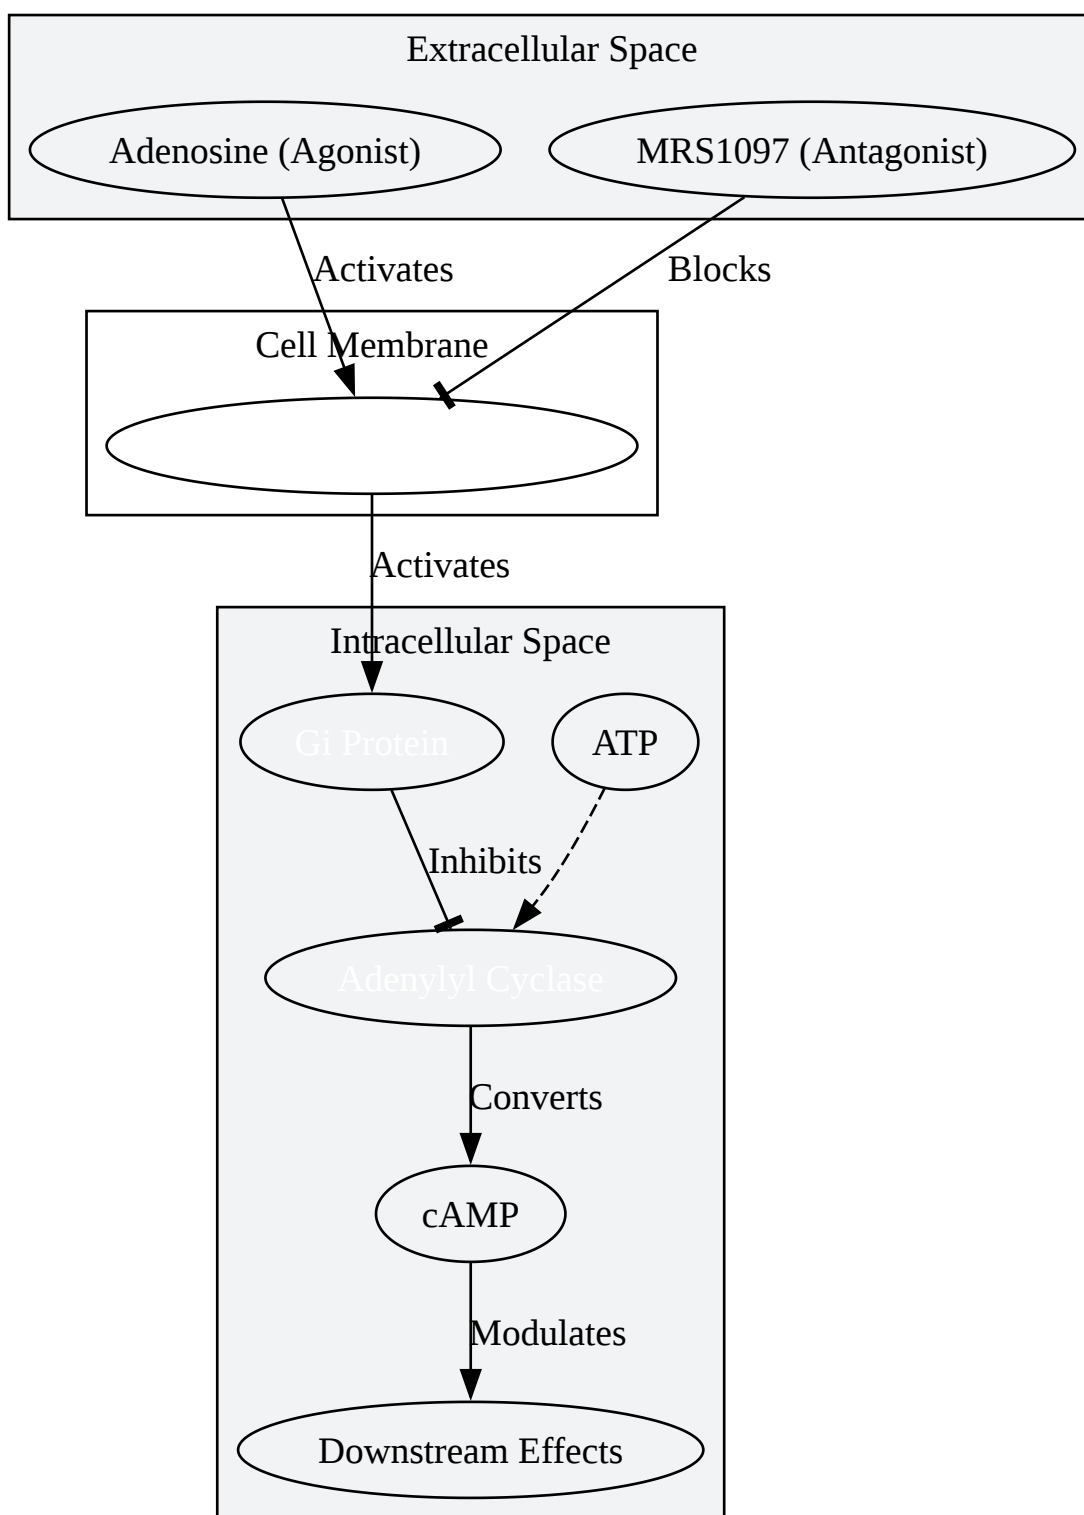 Extracellular Space
Adenosine (Agonist)
MRS1097 (Antagonist)
Activates
Blocks
Cell Membrane
Activates
Intracellular Space
Gi Protein
ATP
Inhibits
Adenylyl Cyclase
Converts
cAMP
Modulates
Downstream Effects